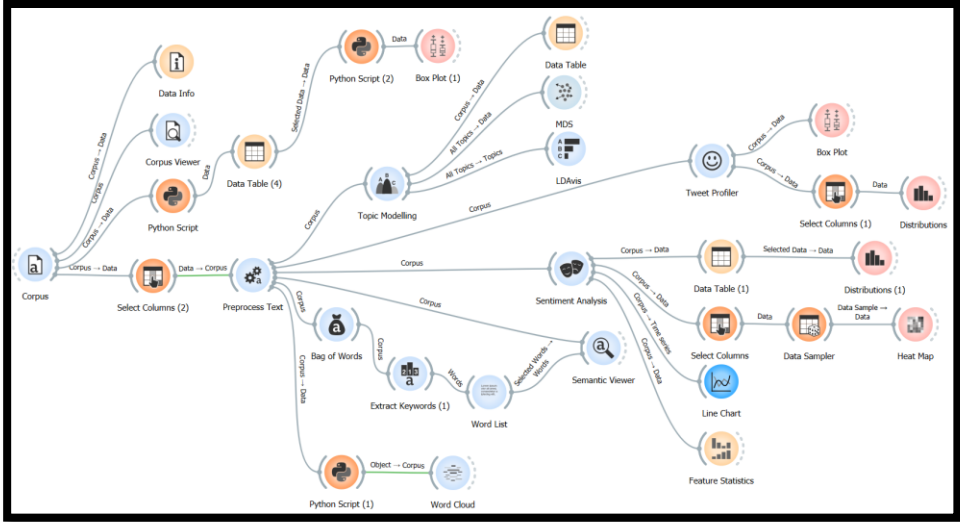 Data Info
Corpus → Data
Corpus Viewer
Corpus
Python Script
Corpus → Data
Data
Data Table (4)
Selected Data → Data
Python Script (2)
Data
Box Plot (1)
Corpus
Corpus → Data
Select Columns (2)
Data → Corpus
Preprocess Text
Corpus
Topic Modelling
Corpus → Data
Data Table
All Topics → Data
MDS
All Topics → Topics
LDAvis
Corpus
Tweet Profiler
Corpus → Data
Box Plot
Corpus → Data
Select Columns (1)
Data
Distributions
Corpus
Sentiment Analysis
Corpus → Data
Data Table (1)
Selected Data → Data
Distributions (1)
Corpus → Data
Select Columns
Data
Data Sampler
Data Sample →
Data
Heat Map
Corpus → Time series
Line Chart
Corpus → Data
Feature Statistics
Corpus
Semantic Viewer
Corpus
Bag of Words
Corpus
Extract Keywords (1)
Words
Word List
Selected Words →
Words
Corpus → Data
Python Script (1)
Object → Corpus
Word Cloud